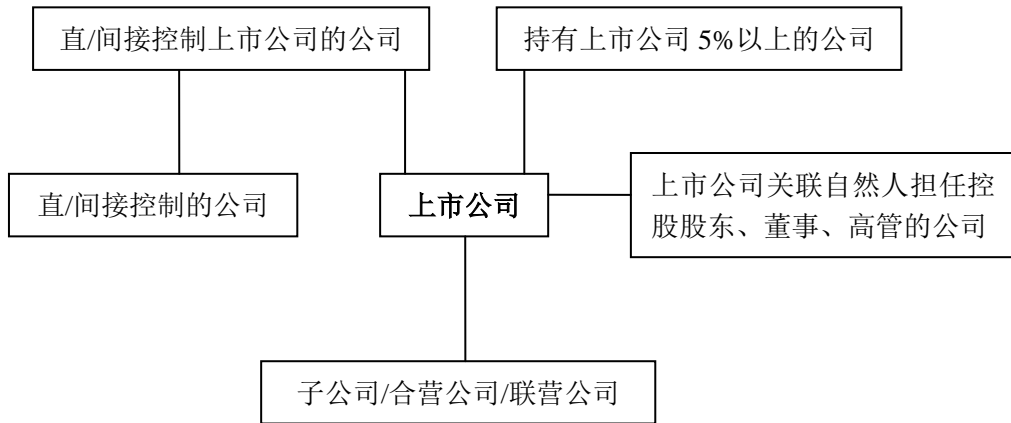 直/间接控制上市公司的公司
持有上市公司 5%以上的公司
直/间接控制的公司
上市公司
上市公司关联自然人担任控
股股东、董事、高管的公司
子公司/合营公司/联营公司